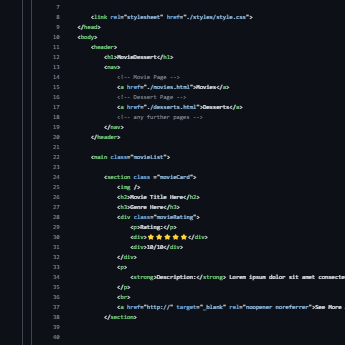 7
8 <link rel="stylesheet" href="./styles/style.css">
9 </head>
10 <body>
11 <header>
12 <h1>MovieDessert</h1>
13 <nav>
14 <!-- Movie Page -->
15 <a href="./movies.html">Movies</a>
16 <!-- Dessert Page -->
17 <a href="./desserts.html">Desserts</a>
18 <!-- any further pages -->
19 </nav>
20 </header>
21
22 <main class="movieList">
23
24 <section class ="movieCard">
25 <img />
26 <h2>Movie Title Here</h2>
27 <h3>Genre Here</h3>
28 <div class="movieRating">
29 <p>Rating:</p>
30 <div>⭐⭐⭐⭐⭐</div>
31 <div>10/10</div>
32 </div>
33 <p>
34 <strong>Description:</strong> Lorem ipsum dolor sit amet consecte
35 </p>
36 <br>
37 <a href="http://" target="_blank" rel="noopener noreferrer">See More
38 </section>
39
40